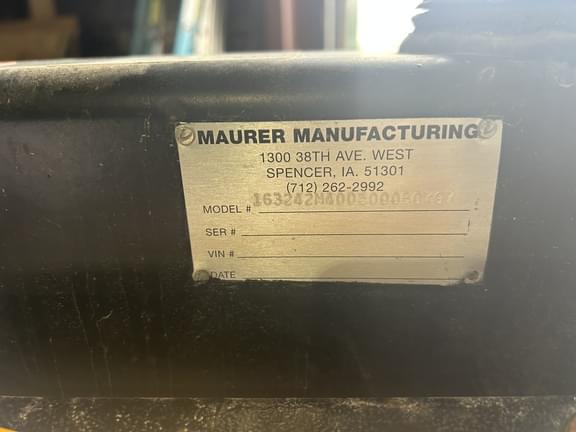 MAURER MANUFACTURING
1300 38TH AVE. WEST
SPENCER, IA. 51301
(712) 262-2992
MODEL #
SER #
VIN #
DATE